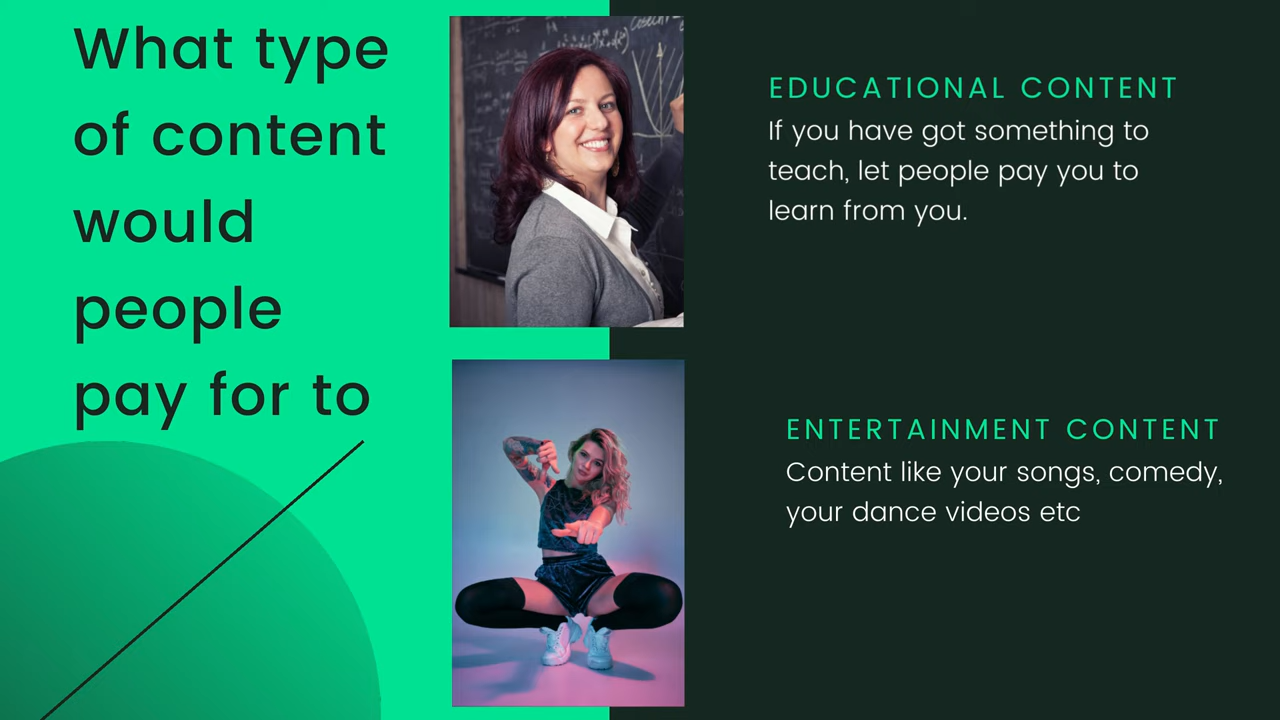 What type
of content
would
people
pay for to
EDUCATIONAL CONTENT
If you have got something to
teach, let people pay you to
learn from you.
ENTERTAINMENT CONTENT
Content like your songs, comedy,
your dance videos etc